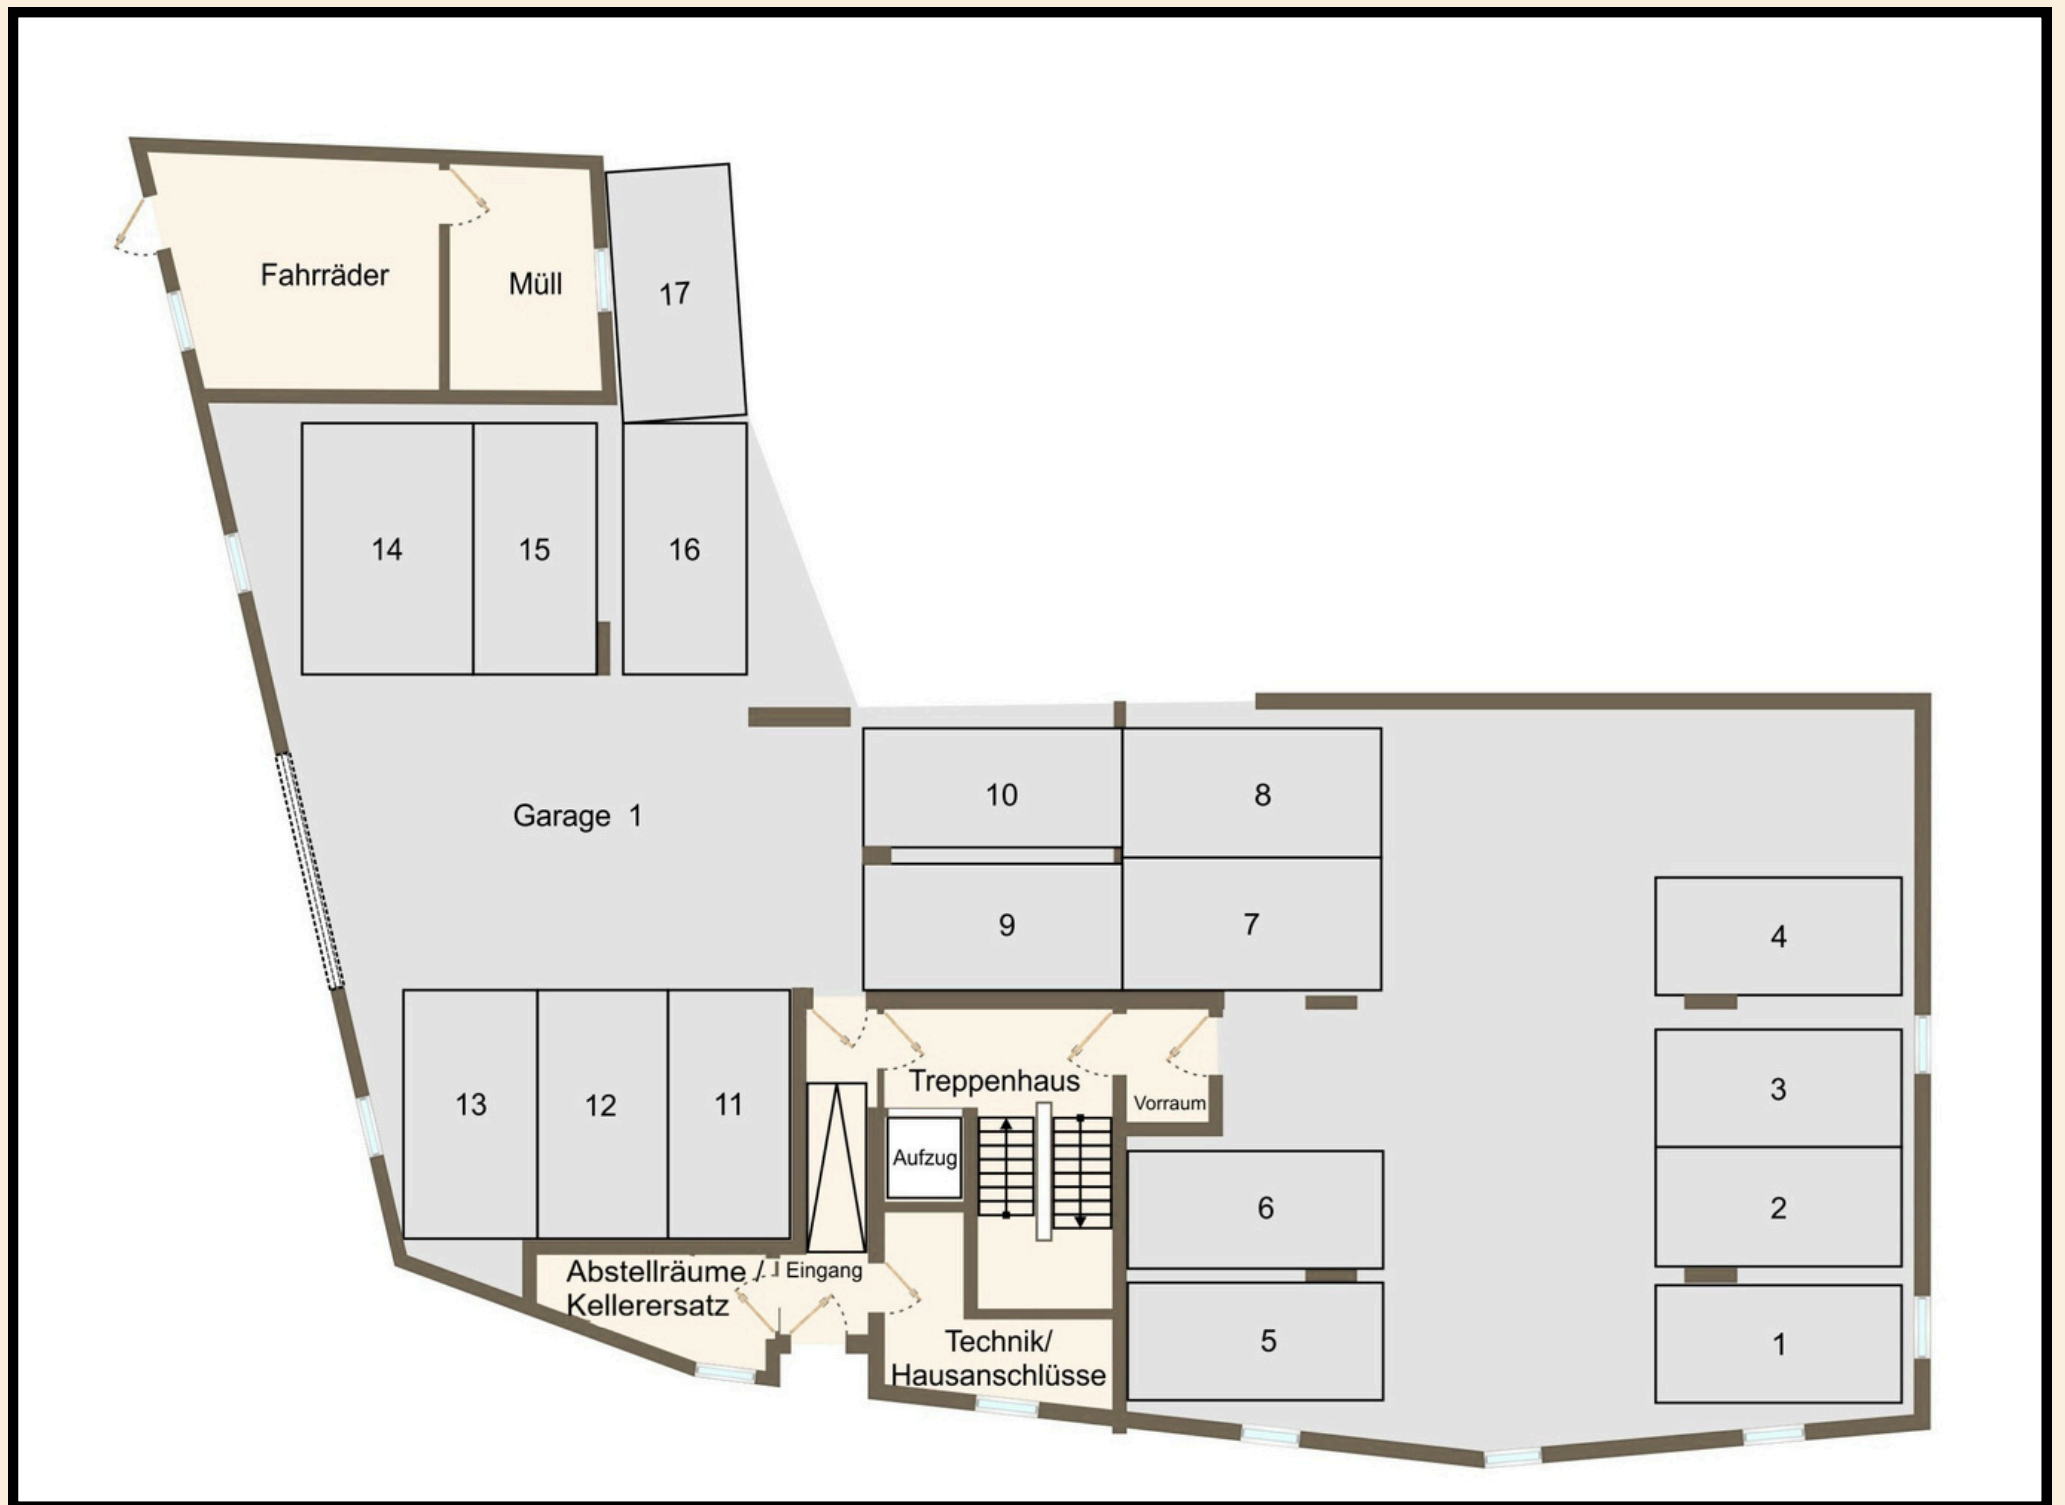 Fahrräder
Müll
17
14
15
16
Garage 1
10
8
9
7
4
13
12
11
Treppenhaus
Vorraum
3
Aufzug
6
2
Abstellräume /
Kellerersatz
Eingang
Technik/
Hausanschlüsse
5
1